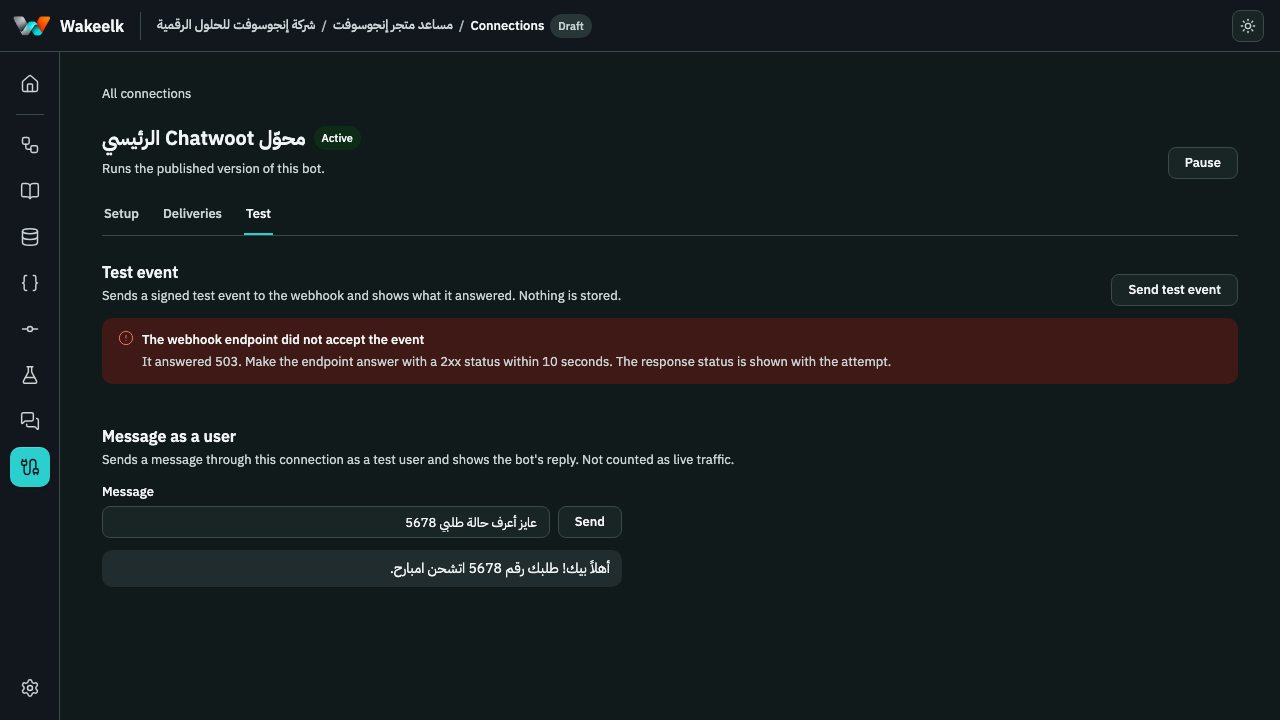 Wakeelk
شركة إنجوسوفت للحلول الرقمية / مساعد متجر إنجوسوفت / Connections Draft
All connections
محوّل Chatwoot الرئيسي Active
Runs the published version of this bot.
Pause
Setup Deliveries Test
Test event
Sends a signed test event to the webhook and shows what it answered. Nothing is stored.
Send test event
The webhook endpoint did not accept the event
It answered 503. Make the endpoint answer with a 2xx status within 10 seconds. The response status is shown with the attempt.
Message as a user
Sends a message through this connection as a test user and shows the bot's reply. Not counted as live traffic.
Message
عايز أعرف حالة طلبي 5678
Send
أهلاً بيك! طلبك رقم 5678 اتشحن امبارح.